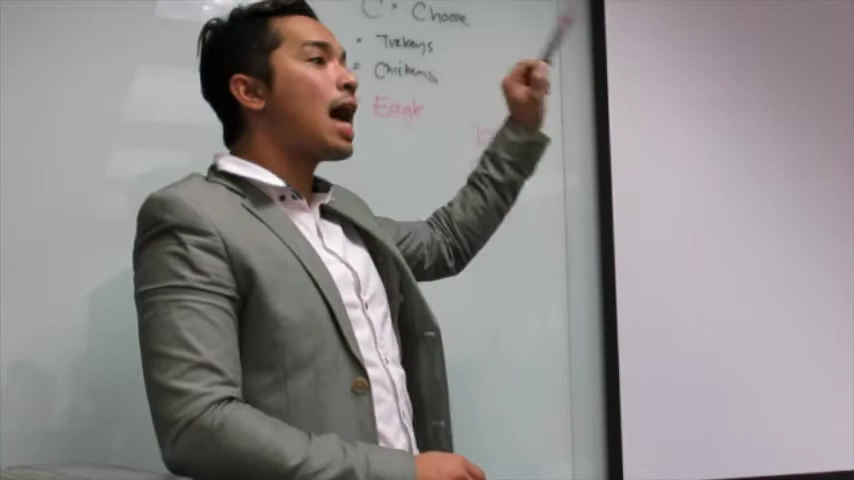 C = Choose
• Turkeys
= Chickens
Eagle